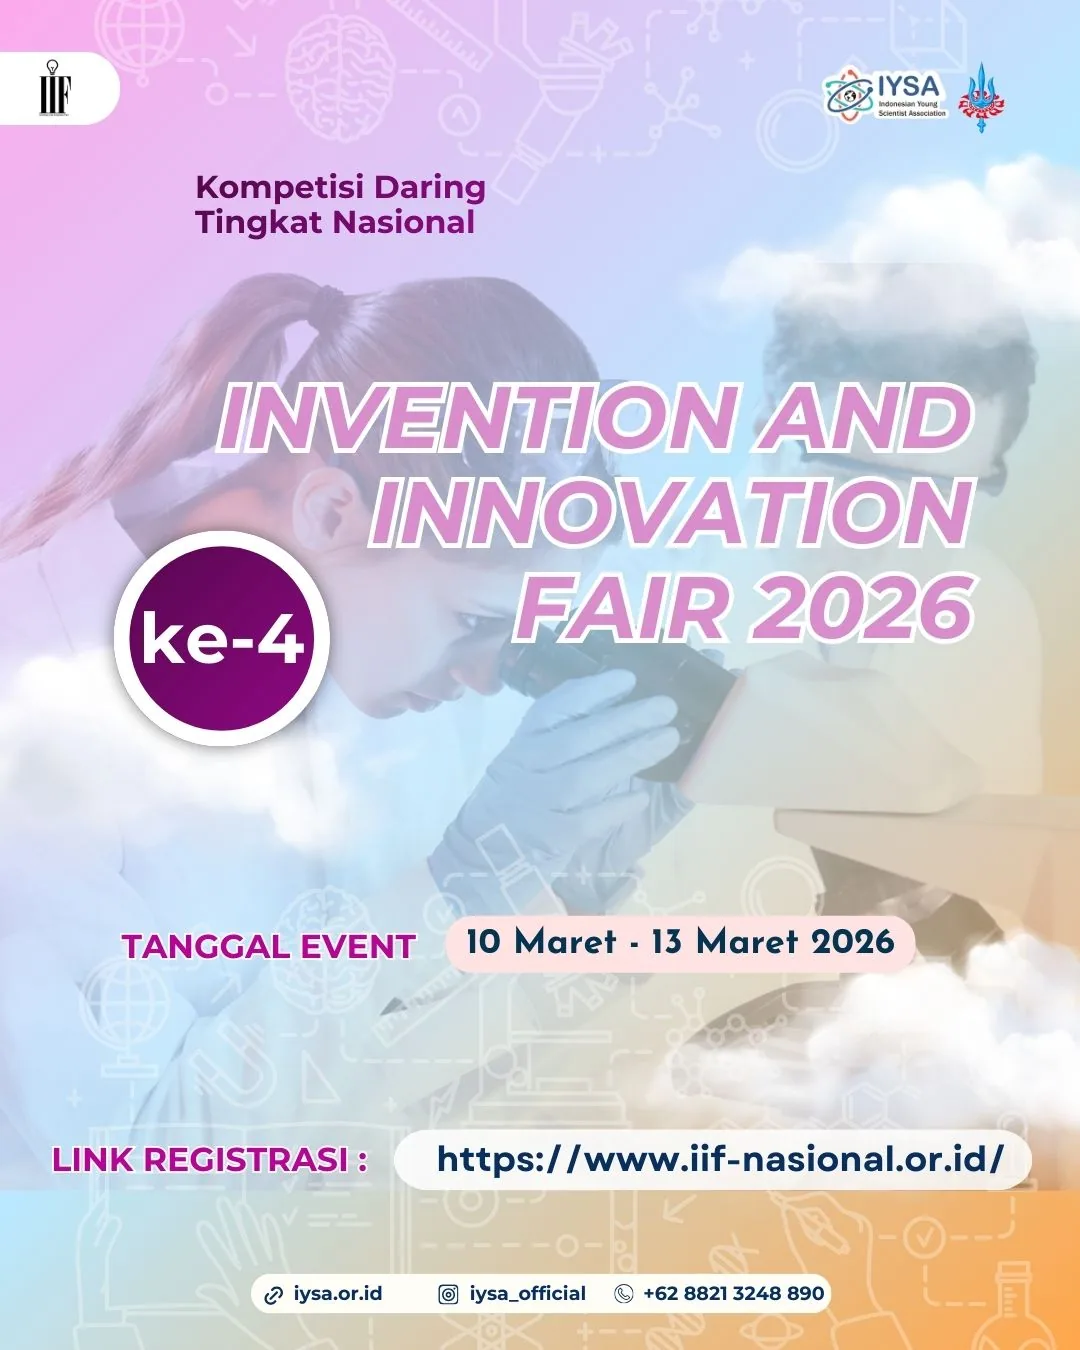 IIF
IYSA
Indonesian Young
Scientist Association
Kompetisi Daring
Tingkat Nasional
INVENTION AND
INNOVATION
FAIR 2026
ke-4
TANGGAL EVENT 10 Maret - 13 Maret 2026
LINK REGISTRASI : https://www.iif-nasional.or.id/
iysa.or.id iysa_official +62 8821 3248 890